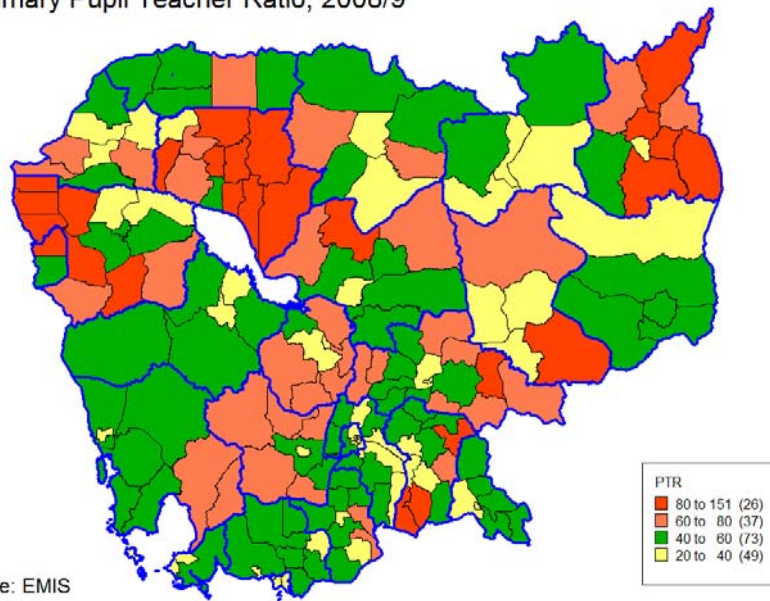 mary Pupil Teacher Ratio, 2008/9
PTR
80 to 151 (26)
60 to 80 (37)
40 to 60 (73)
20 to 40 (49)
e: EMIS